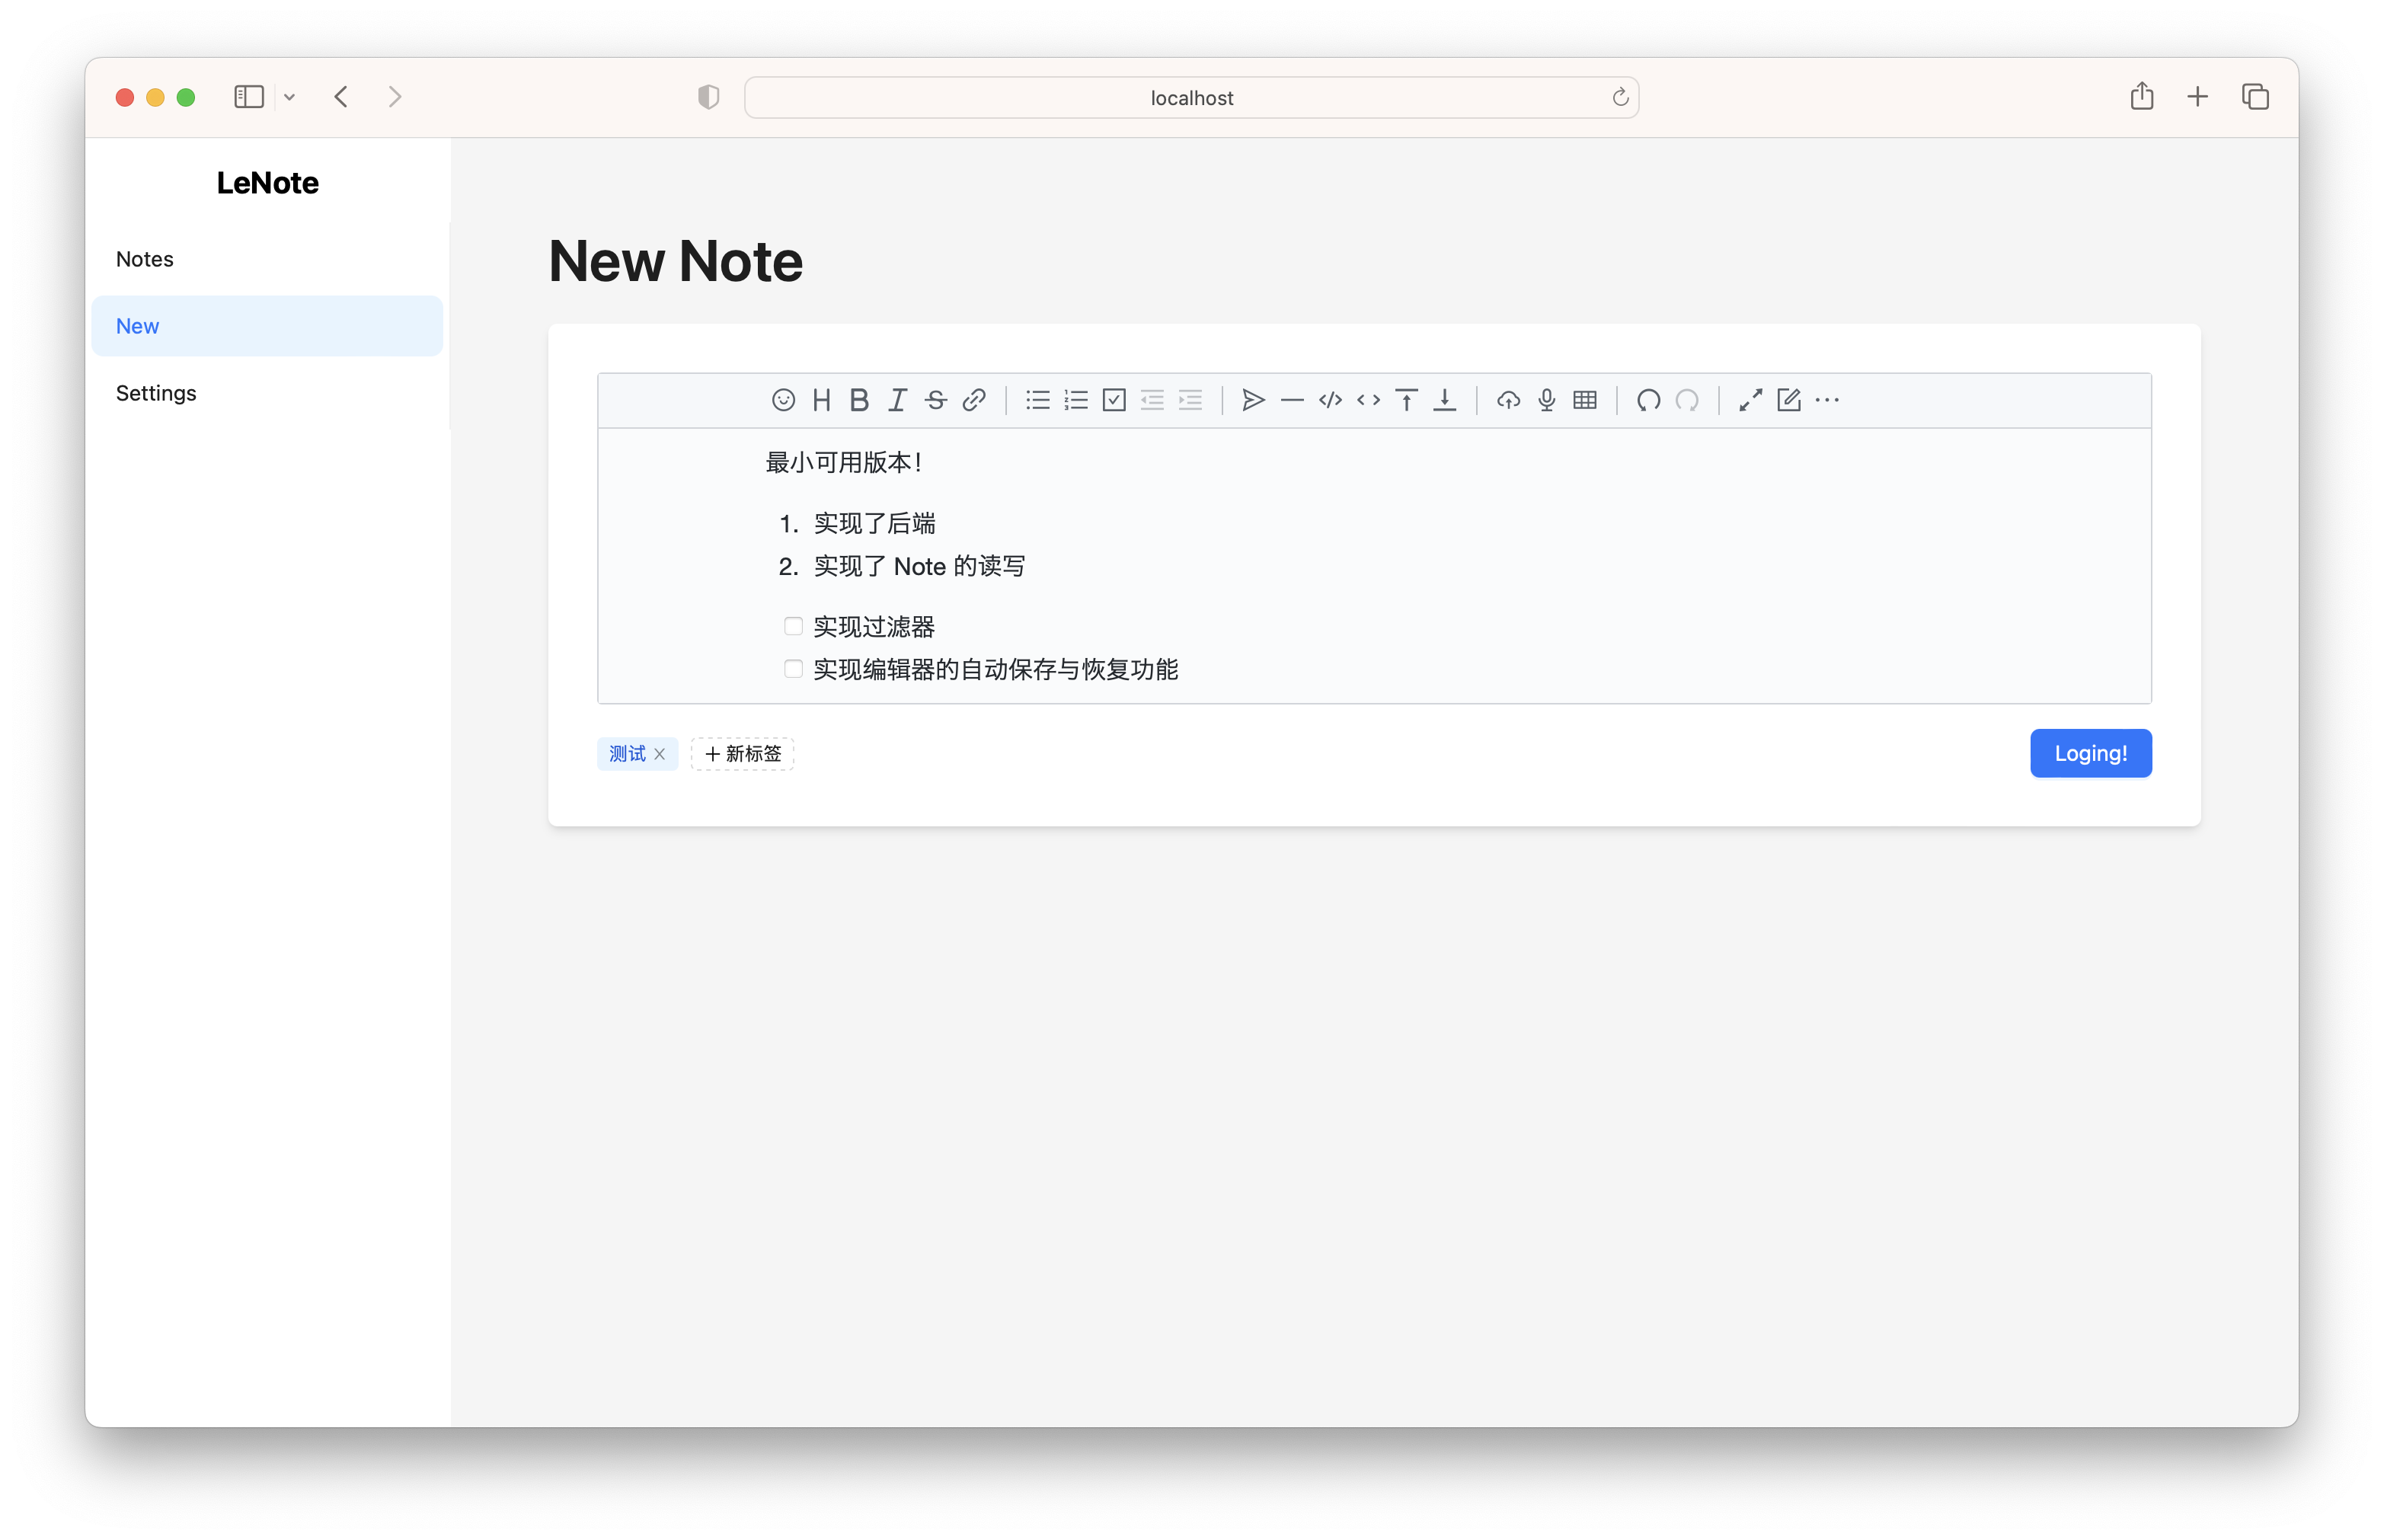 localhost
LeNote
Notes
New
Settings
New Note
最小可用版本！
1. 实现了后端
2. 实现了 Note 的读写
实现过滤器
实现编辑器的自动保存与恢复功能
测试
新标签
Loging!